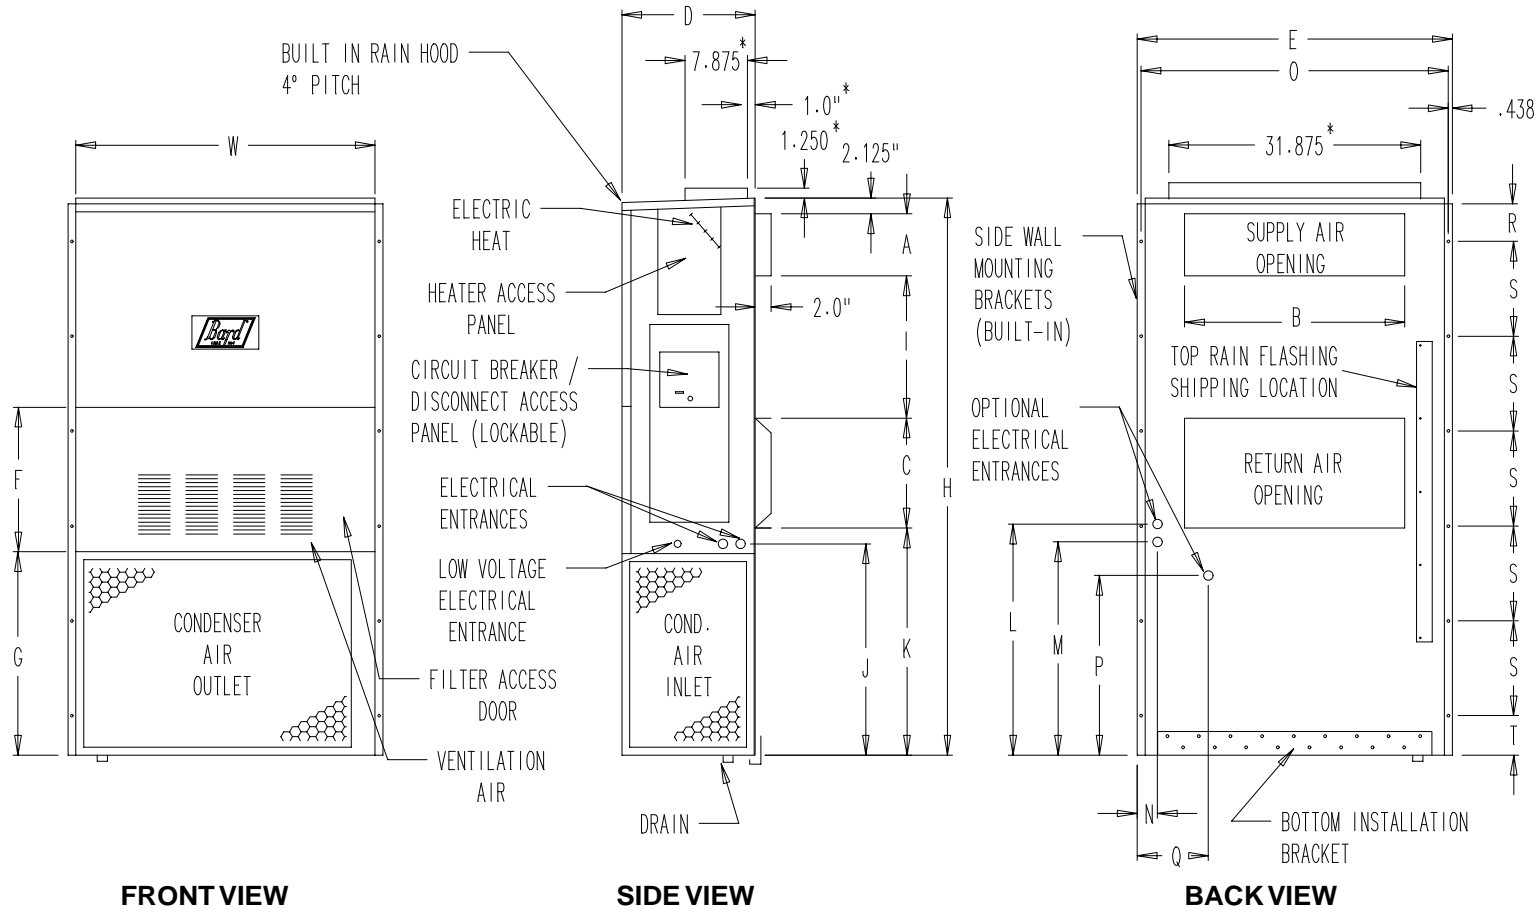 BUILT IN RAIN HOOD
4° PITCH
W
F
G
Bard
CONDENSER
AIR
OUTLET
FRONT VIEW
D
7.875*
1.0"*
1.250*
2.125"
ELECTRIC
HEAT
HEATER ACCESS
PANEL
CIRCUIT BREAKER /
DISCONNECT ACCESS
PANEL (LOCKABLE)
ELECTRICAL
ENTRANCES
LOW VOLTAGE
ELECTRICAL
ENTRANCE
FILTER ACCESS
DOOR
VENTILATION
AIR
A
2.0"
I
C
H
J
K
COND.
AIR
INLET
DRAIN
SIDE VIEW
E
O
.438
31.875*
SIDE WALL
MOUNTING
BRACKETS
(BUILT-IN)
SUPPLY AIR
OPENING
B
TOP RAIN FLASHING
SHIPPING LOCATION
OPTIONAL
ELECTRICAL
ENTRANCES
RETURN AIR
OPENING
R
S
S
S
S
S
T
L
M
P
N
Q
BOTTOM INSTALLATION
BRACKET
BACK VIEW